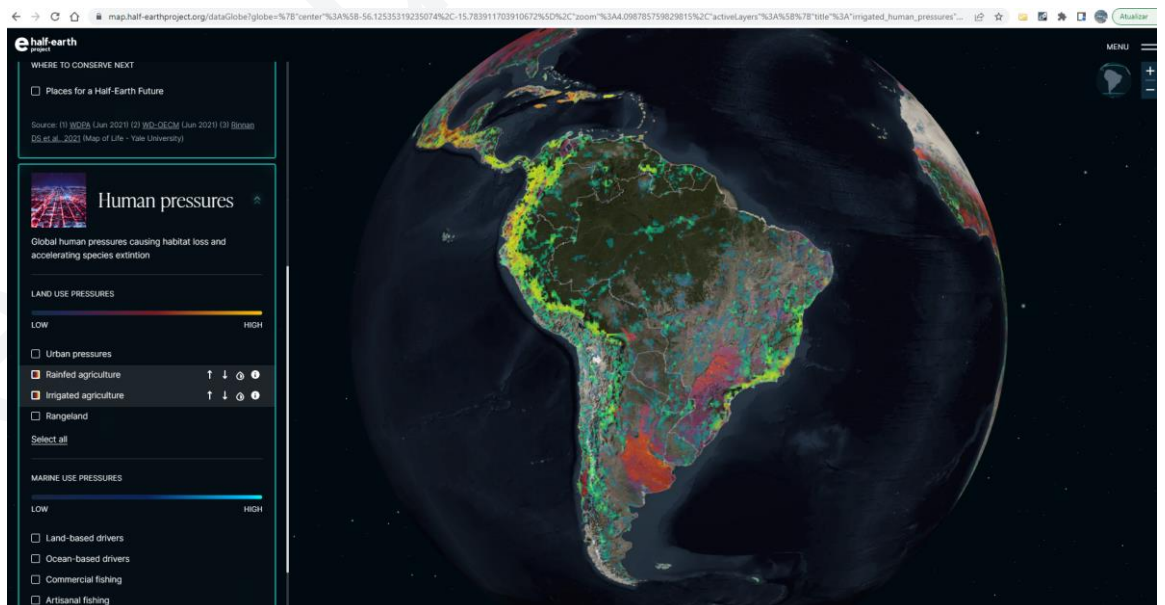 map.half-earthproject.org/dataGlobe?globe=%7B"center"%3A%5B-56.12535319235074%2C-15.783911703910672%5D%2C"zoom"%3A4.098785759829815%2C"activeLayers"%3A%5B%7B"title"%3A"irrigated_human_pressures"...
Atualizar
half-earth
project
MENU
WHERE TO CONSERVE NEXT
Places for a Half-Earth Future
Source: (1) WDPA (Jun 2021) (2) WD-OECM (Jun 2021) (3) Rinnan
DS et al., 2021 (Map of Life - Yale University)
Human pressures
Global human pressures causing habitat loss and
accelerating species extintion
LAND USE PRESSURES
LOW HIGH
Urban pressures
Rainfed agriculture
Irrigated agriculture
Rangeland
Select all
MARINE USE PRESSURES
LOW HIGH
Land-based drivers
Ocean-based drivers
Commercial fishing
Artisanal fishing